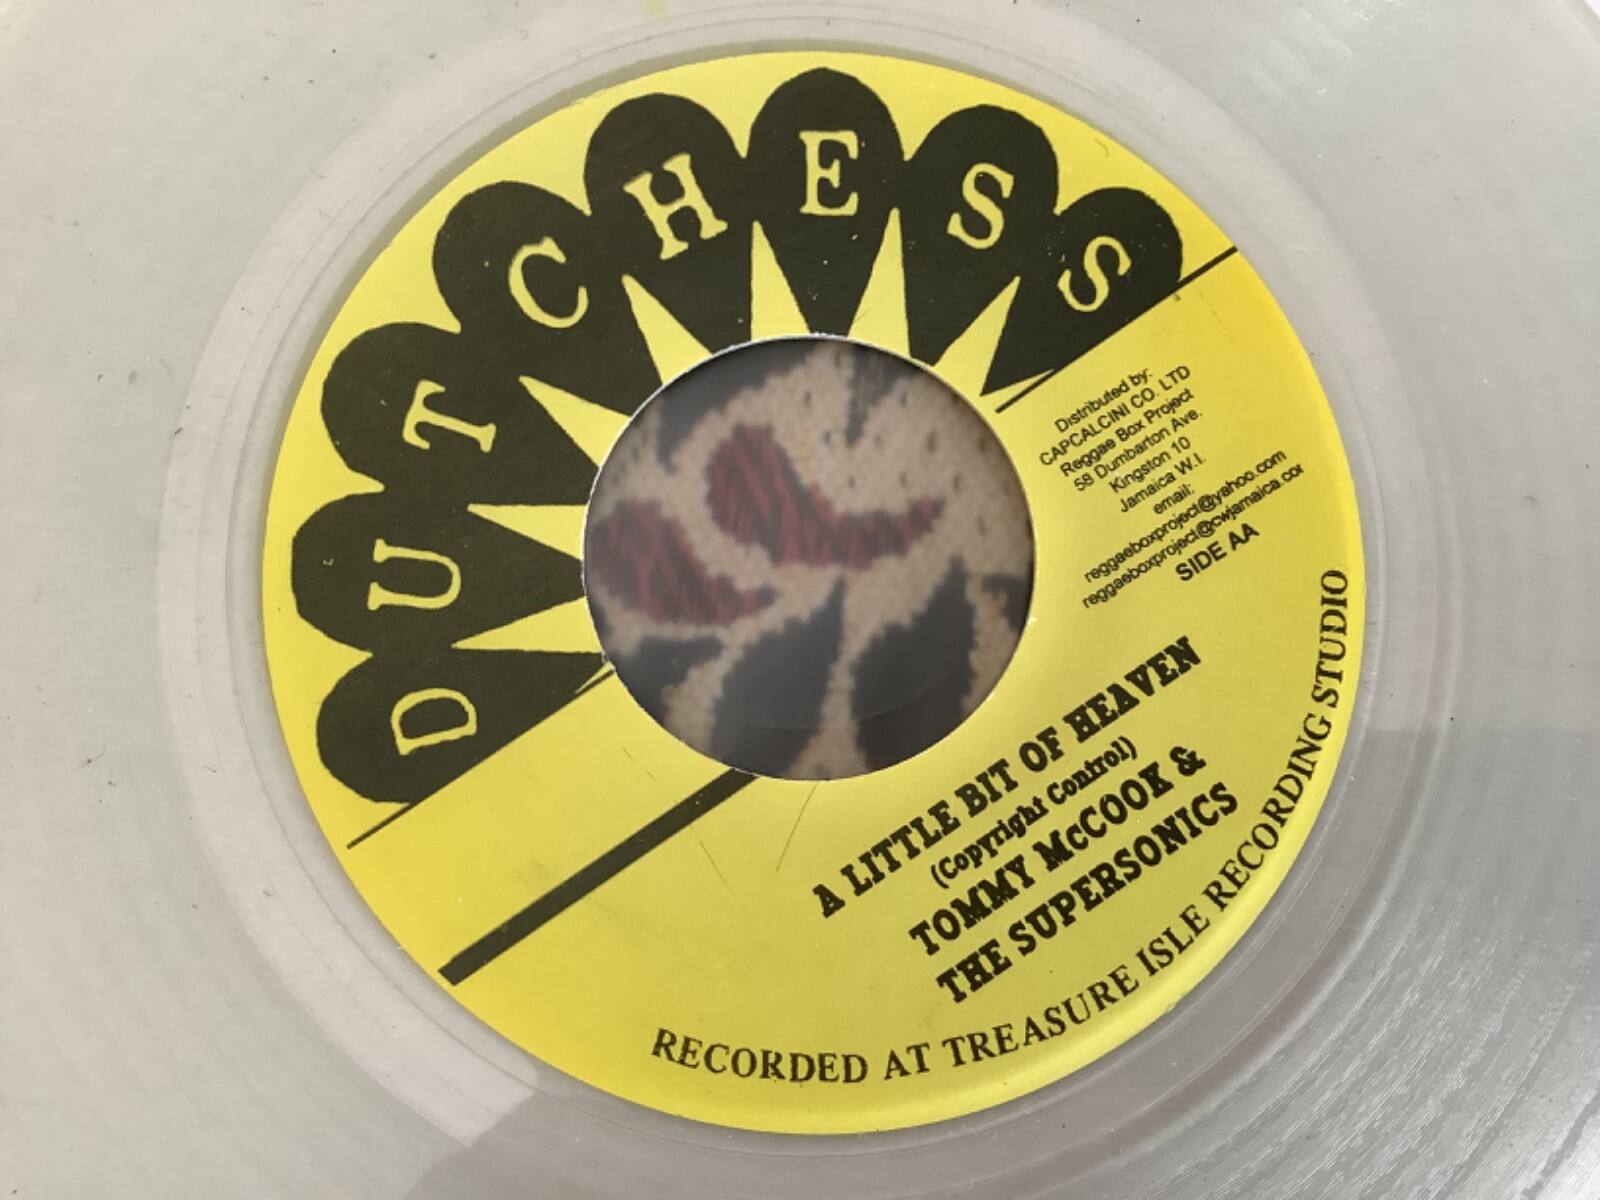 DUTCHESS
Distributed by:
CAPCALCINI CO. LTD
Reggae Box Project
58 Dumbarton Ave.
Kingston 10
Jamaica W.I.
email:
reggaeboxproject@yahoo.com
reggaeboxproject@cwjamaica.cor
SIDE AA
A LITTLE BIT OF HEAVEN
(Copyright Control)
TOMMY McCOOK &
THE SUPERSONICS
RECORDED AT TREASURE ISLE RECORDING STUDIO